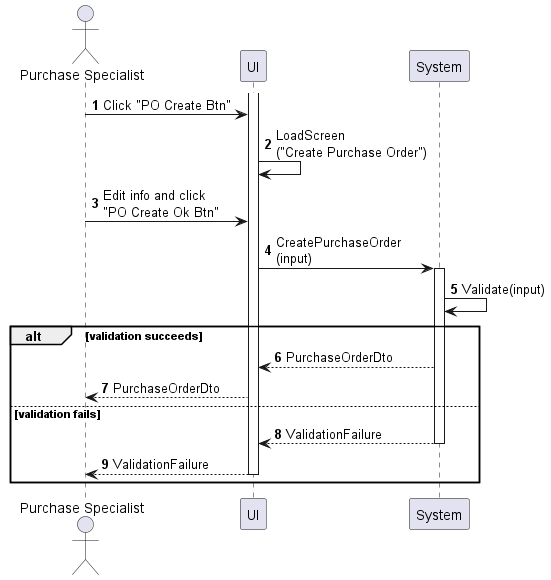 Purchase Specialist
UI
System
1 Click "PO Create Btn"
2 LoadScreen
("Create Purchase Order")
3 Edit info and click
"PO Create Ok Btn"
4 CreatePurchaseOrder
(input)
5 Validate(input)
alt [validation succeeds]
6 PurchaseOrderDto
7 PurchaseOrderDto
[validation fails]
8 ValidationFailure
9 ValidationFailure
Purchase Specialist
UI
System